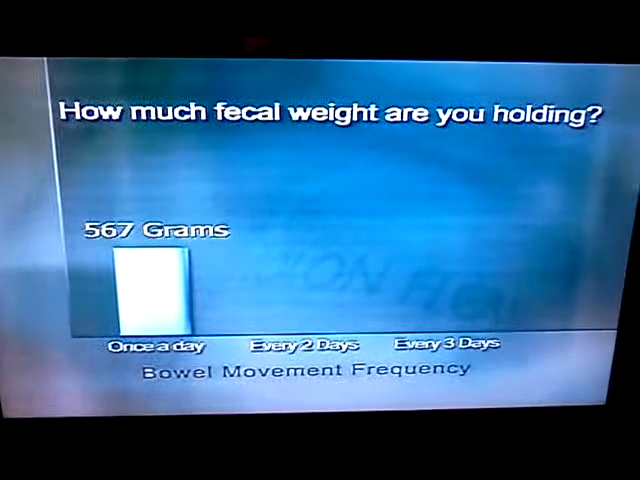 How much fecal weight are you holding?
567 Grams
Once a day Every 2 Days Every 3 Days
Bowel Movement Frequency